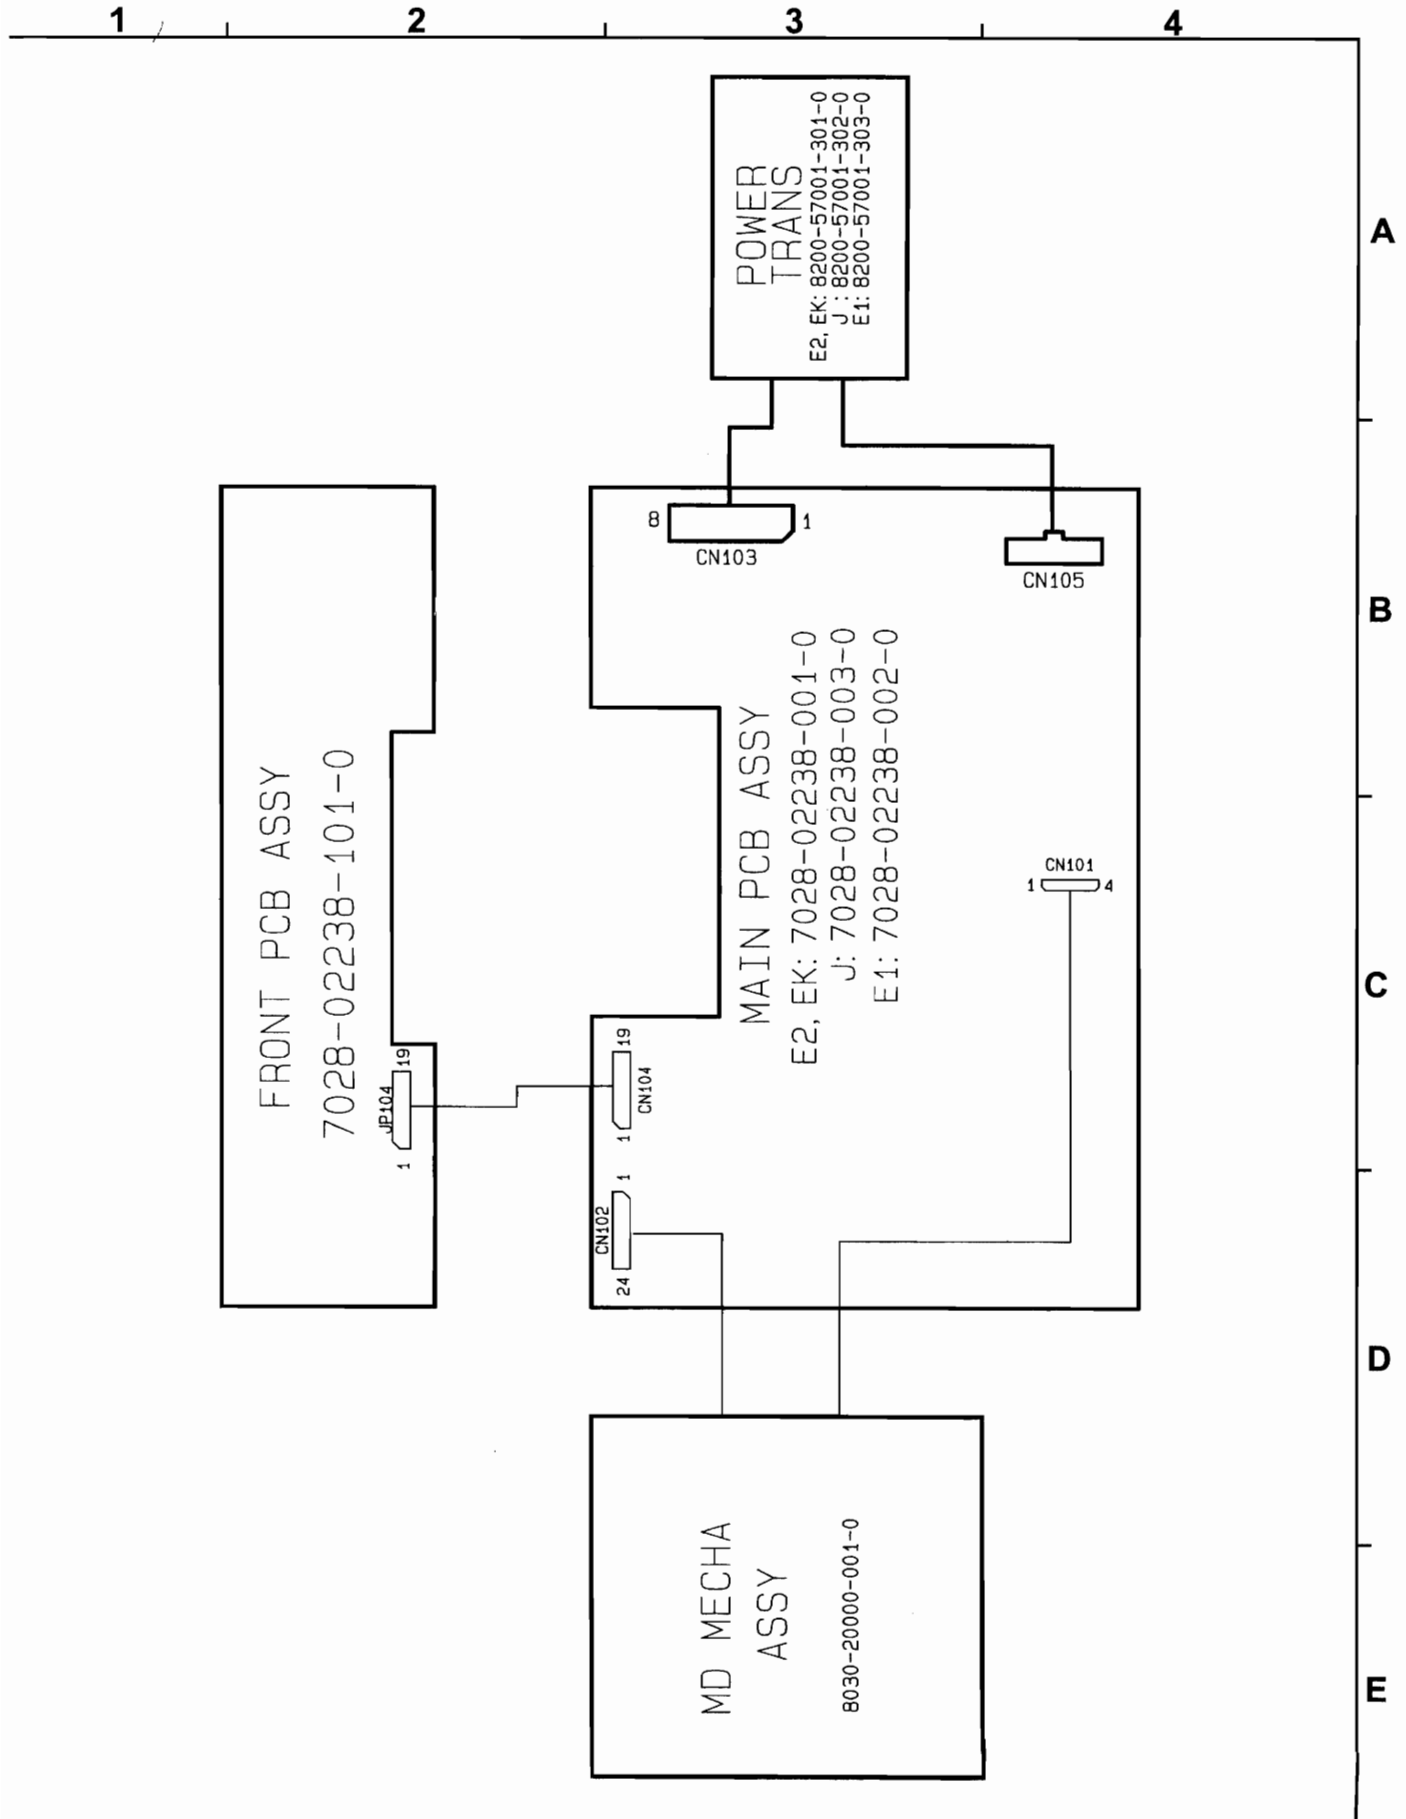 1 2 3 4
A
B
C
D
E
POWER
TRANS
E2, EK: 8200-57001-301-0
J : 8200-57001-302-0
E1: 8200-57001-303-0
8 1
CN103
CN105
FRONT PCB ASSY
7028-02238-101-0
JP104
19
1
MAIN PCB ASSY
E2, EK: 7028-02238-001-0
J: 7028-02238-003-0
E1: 7028-02238-002-0
CN101
1 4
19
CN104
1
1
CN102
24
MD MECHA
ASSY
8030-20000-001-0